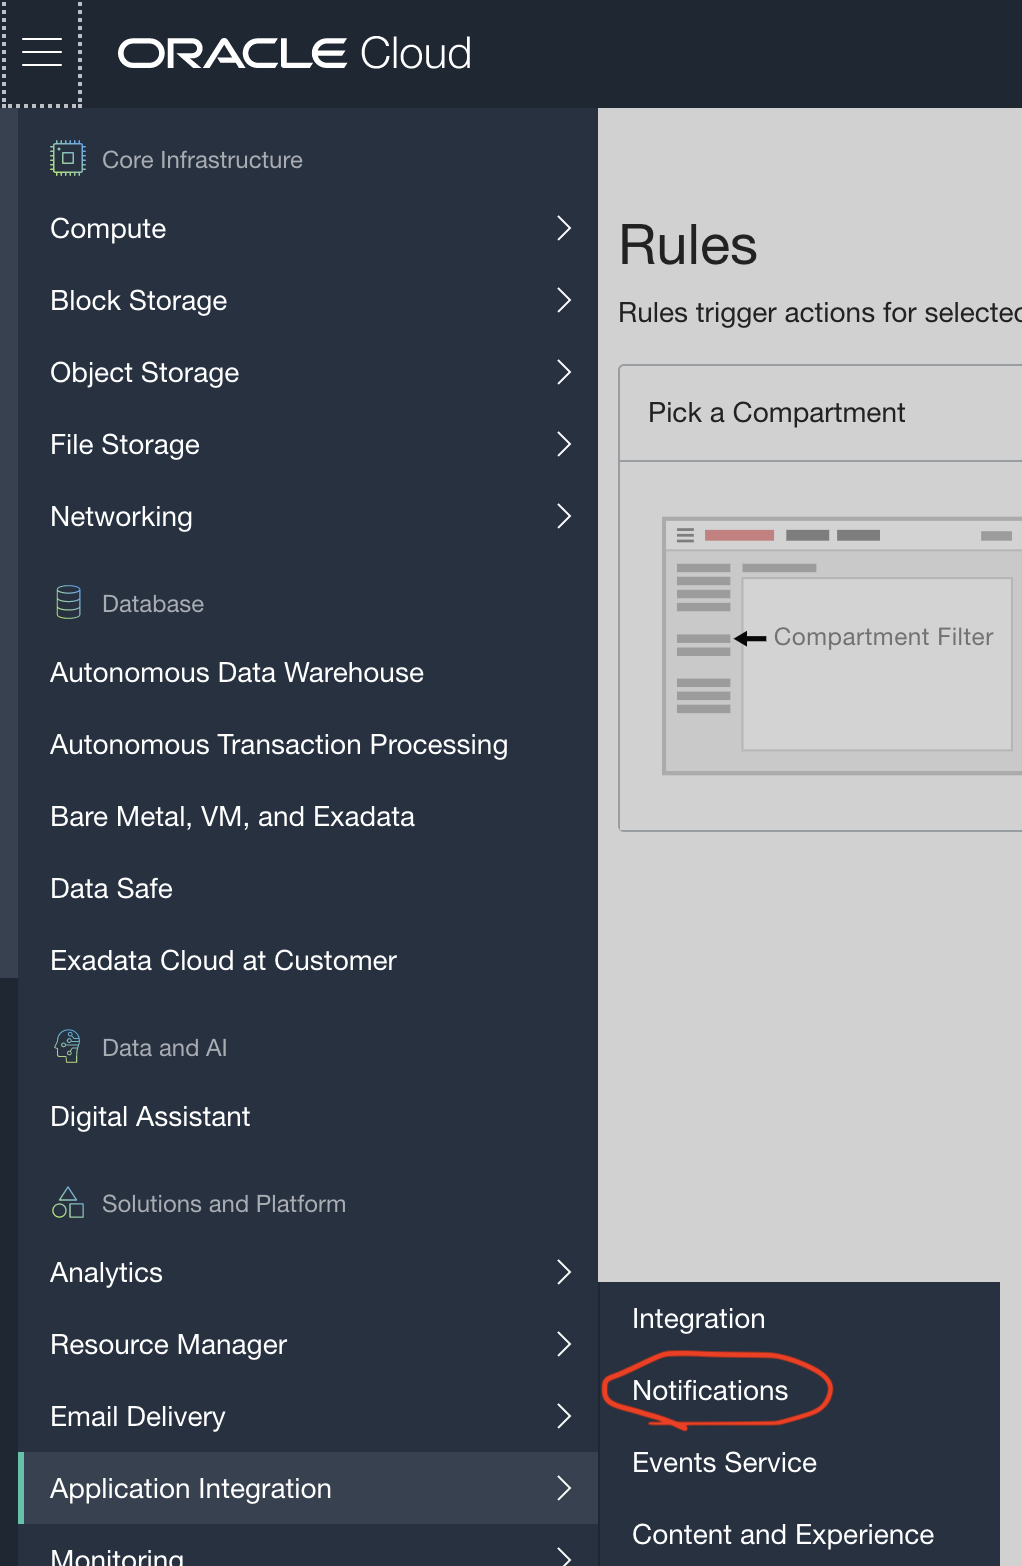 ORACLE Cloud
Core Infrastructure
Compute
Block Storage
Object Storage
File Storage
Networking
Database
Autonomous Data Warehouse
Autonomous Transaction Processing
Bare Metal, VM, and Exadata
Data Safe
Exadata Cloud at Customer
Data and AI
Digital Assistant
Solutions and Platform
Analytics
Resource Manager
Email Delivery
Application Integration
Monitoring
Rules
Rules trigger actions for selected
Pick a Compartment
Compartment Filter
Integration
Notifications
Events Service
Content and Experience